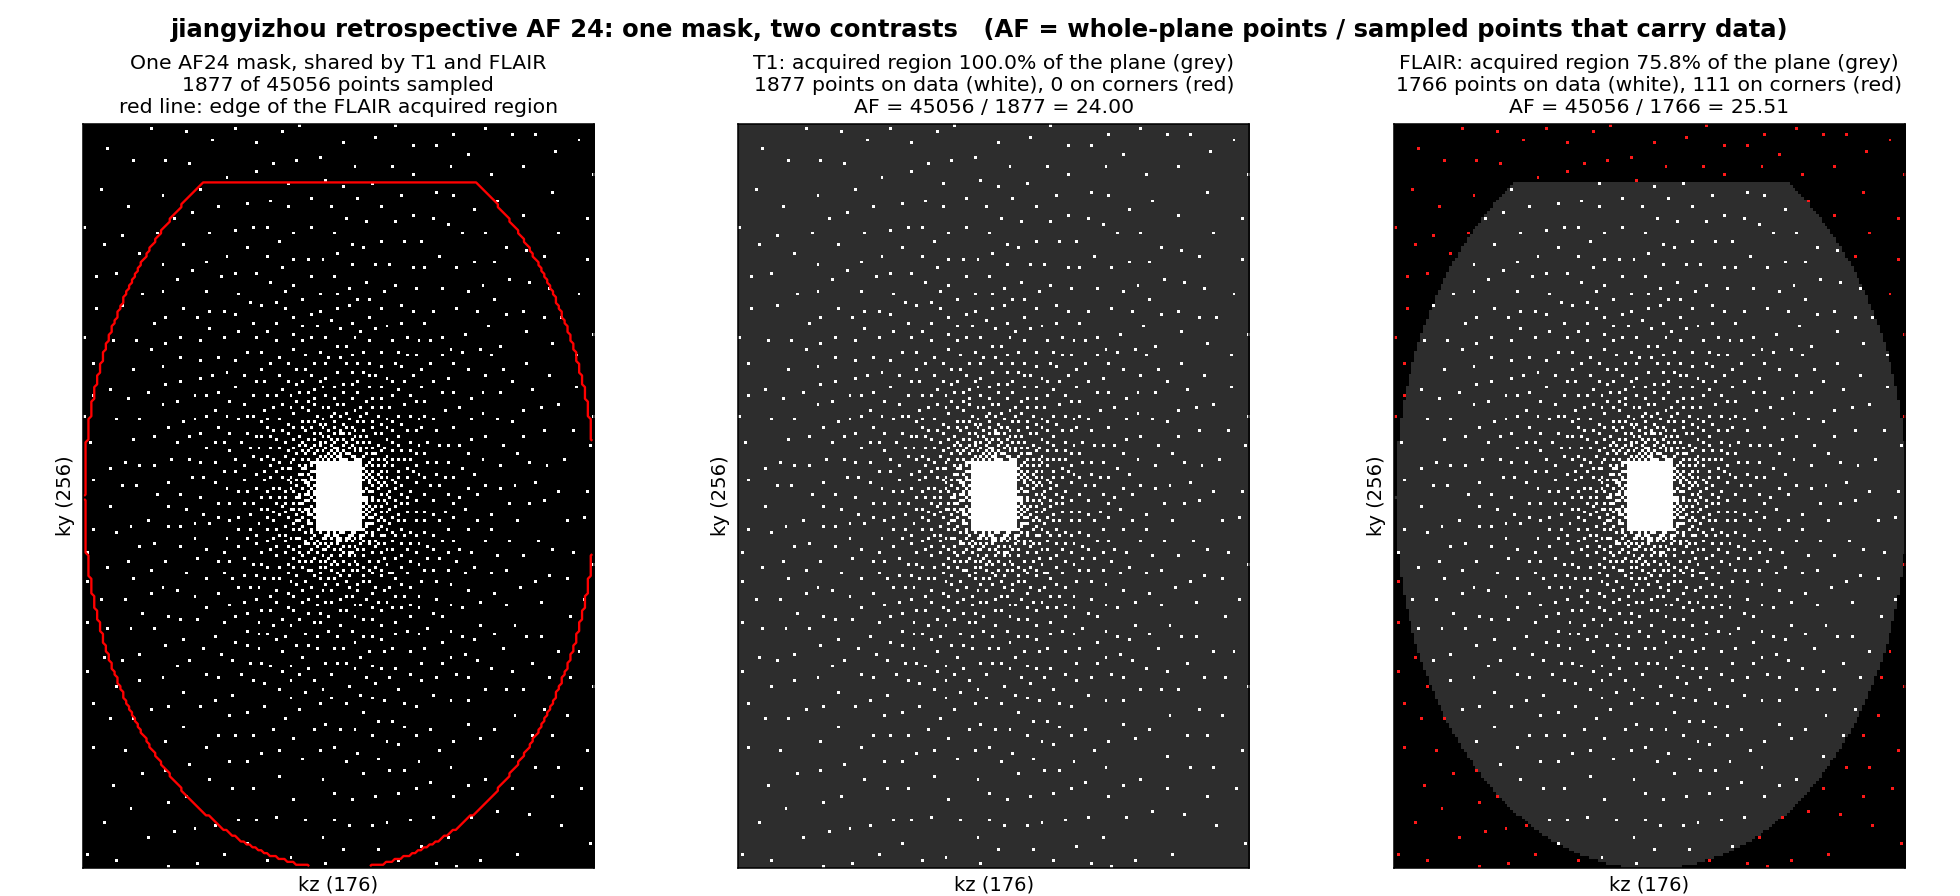 jiangyizhou retrospective AF 24: one mask, two contrasts   (AF = whole-plane points / sampled points that carry data)
One AF24 mask, shared by T1 and FLAIR
1877 of 45056 points sampled
red line: edge of the FLAIR acquired region
T1: acquired region 100.0% of the plane (grey)
1877 points on data (white), 0 on corners (red)
AF = 45056 / 1877 = 24.00
FLAIR: acquired region 75.8% of the plane (grey)
1766 points on data (white), 111 on corners (red)
AF = 45056 / 1766 = 25.51
ky (256)
kz (176)
ky (256)
kz (176)
ky (256)
kz (176)